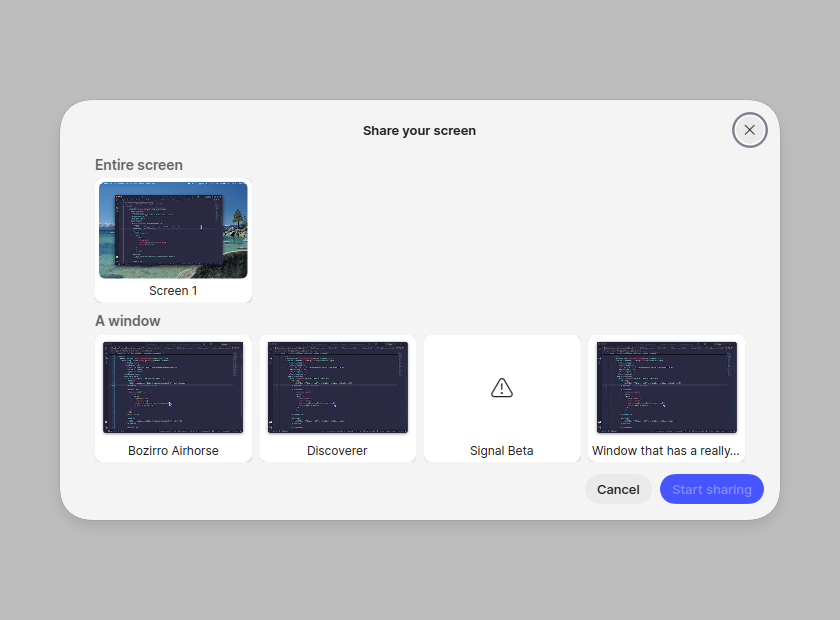 Share your screen
Entire screen
Screen 1
A window
Bozirro Airhorse
Discoverer
Signal Beta
Window that has a really...
Cancel
Start sharing